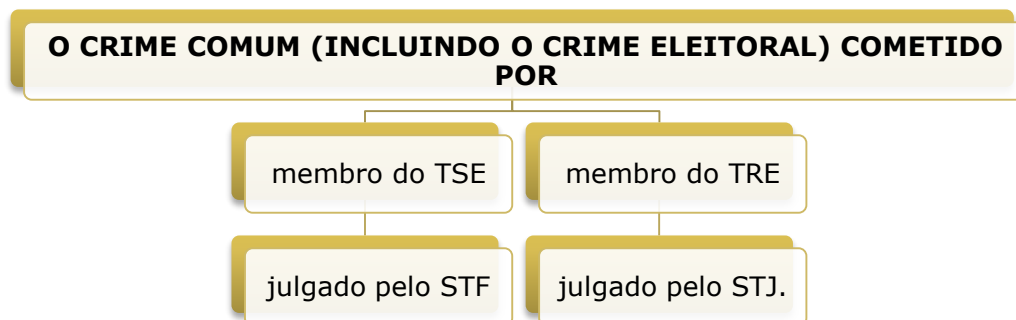 O CRIME COMUM (INCLUINDO O CRIME ELEITORAL) COMETIDO
POR
membro do TSE
membro do TRE
julgado pelo STF
julgado pelo STJ.